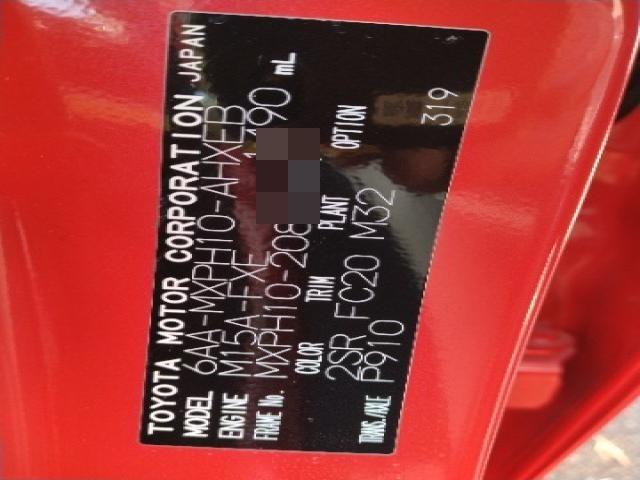 TOYOTA MOTOR CORPORATION JAPAN
MODEL 6AA-MXPH10-AHXEB
ENGINE M15A-FXE 1490 mL
FRAME No. MXPH10-208
COLOR TRIM PLANT OPTION
2SR FC20 M32 319
TRANS./AXLE P910